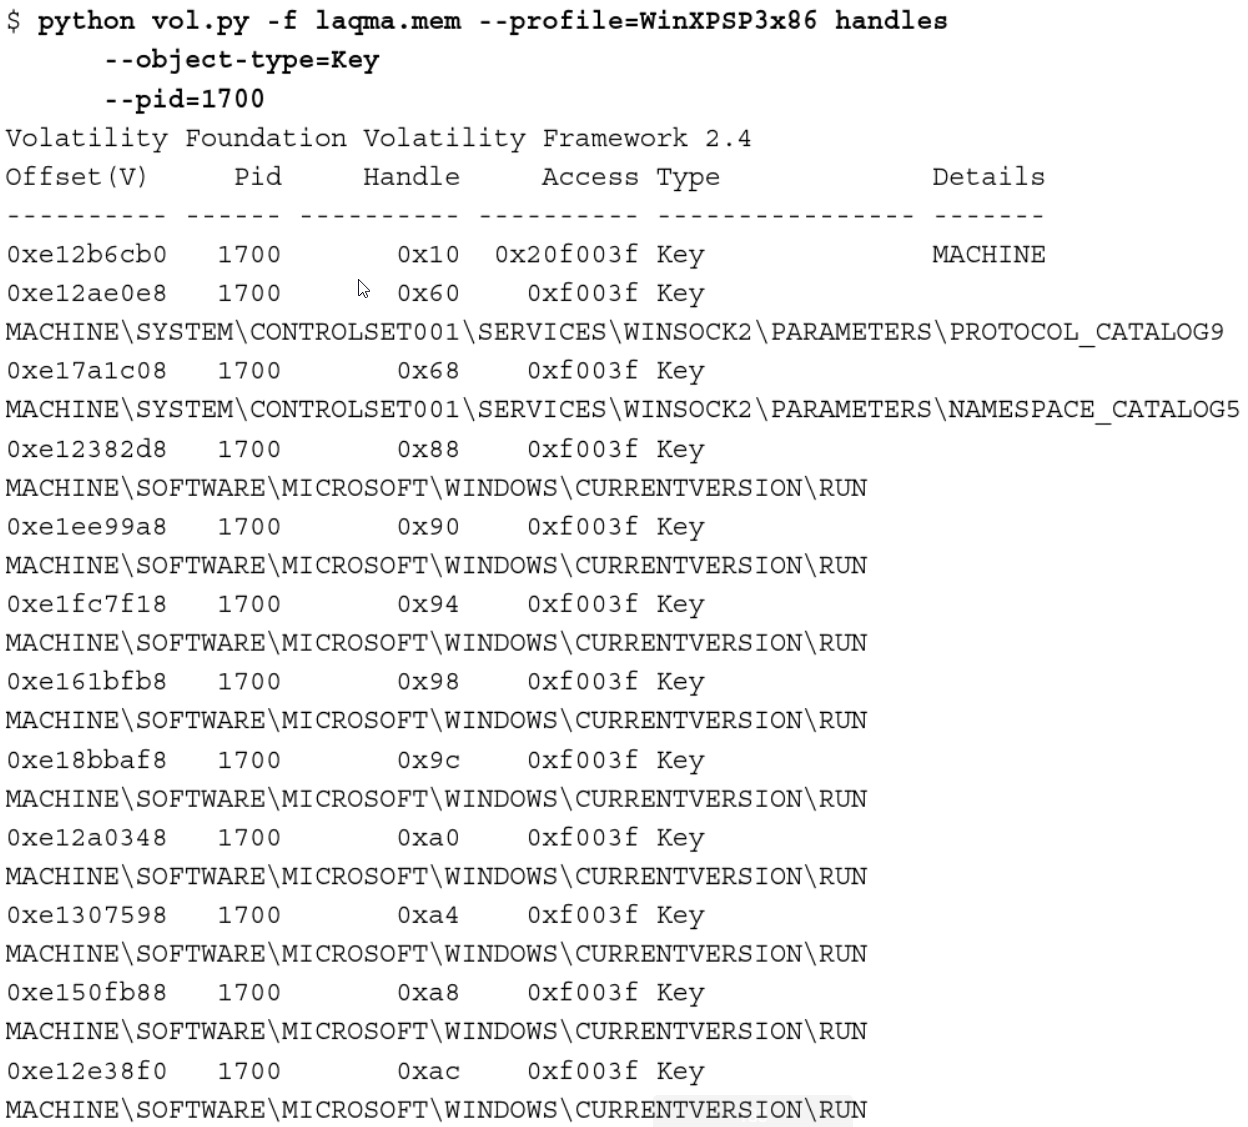 $ python vol.py -f laqma.mem --profile=WinXPSP3x86 handles
--object-type=Key
--pid=1700
Volatility Foundation Volatility Framework 2.4
Offset(V) Pid Handle Access Type Details
---------- ------ ---------- ---------- ---------------- -------
0xe12b6cb0 1700 0x10 0x20f003f Key MACHINE
0xe12ae0e8 1700 0x60 0xf003f Key
MACHINE\SYSTEM\CONTROLSET001\SERVICES\WINSOCK2\PARAMETERS\PROTOCOL_CATALOG9
0xe17a1c08 1700 0x68 0xf003f Key
MACHINE\SYSTEM\CONTROLSET001\SERVICES\WINSOCK2\PARAMETERS\NAMESPACE_CATALOG5
0xe12382d8 1700 0x88 0xf003f Key
MACHINE\SOFTWARE\MICROSOFT\WINDOWS\CURRENTVERSION\RUN
0xe1ee99a8 1700 0x90 0xf003f Key
MACHINE\SOFTWARE\MICROSOFT\WINDOWS\CURRENTVERSION\RUN
0xe1fc7f18 1700 0x94 0xf003f Key
MACHINE\SOFTWARE\MICROSOFT\WINDOWS\CURRENTVERSION\RUN
0xe161bfb8 1700 0x98 0xf003f Key
MACHINE\SOFTWARE\MICROSOFT\WINDOWS\CURRENTVERSION\RUN
0xe18bbaf8 1700 0x9c 0xf003f Key
MACHINE\SOFTWARE\MICROSOFT\WINDOWS\CURRENTVERSION\RUN
0xe12a0348 1700 0xa0 0xf003f Key
MACHINE\SOFTWARE\MICROSOFT\WINDOWS\CURRENTVERSION\RUN
0xe1307598 1700 0xa4 0xf003f Key
MACHINE\SOFTWARE\MICROSOFT\WINDOWS\CURRENTVERSION\RUN
0xe150fb88 1700 0xa8 0xf003f Key
MACHINE\SOFTWARE\MICROSOFT\WINDOWS\CURRENTVERSION\RUN
0xe12e38f0 1700 0xac 0xf003f Key
MACHINE\SOFTWARE\MICROSOFT\WINDOWS\CURRENTVERSION\RUN